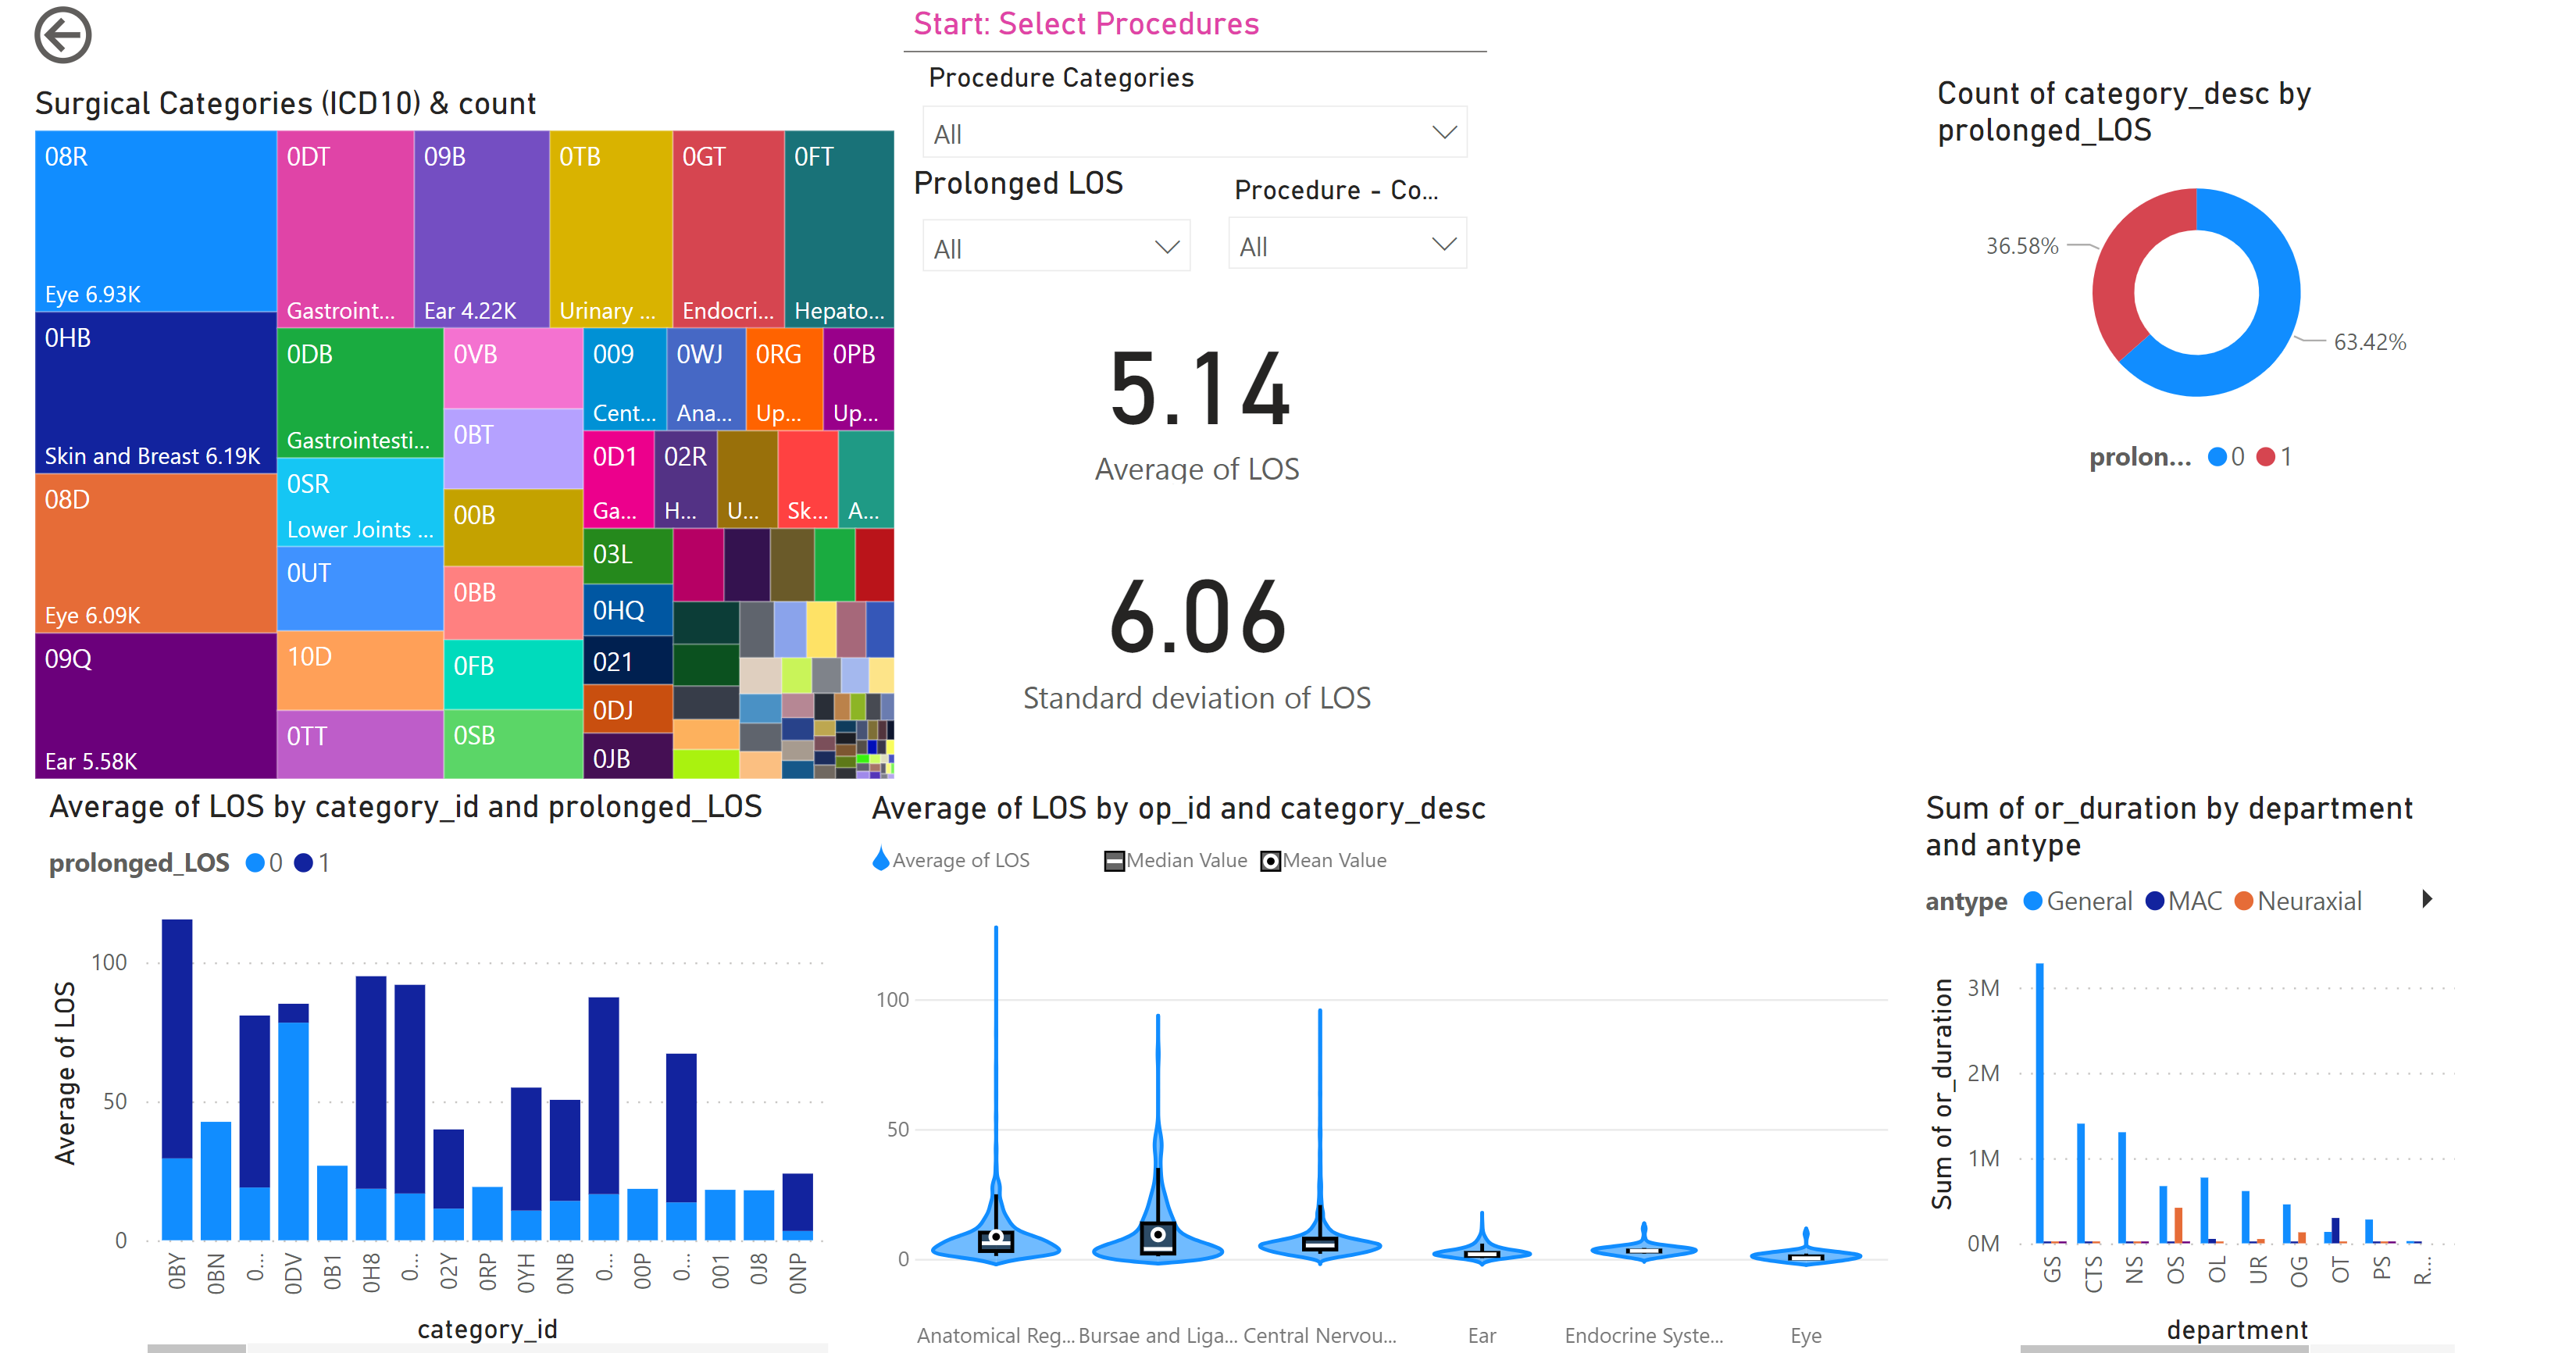 Start: Select Procedures
Procedure Categories
All
Prolonged LOS
Procedure - Co...
All
All
5.14
Average of LOS
6.06
Standard deviation of LOS
Surgical Categories (ICD10) & count
08R
Eye 6.93K
0HB
Skin and Breast 6.19K
08D
Eye 6.09K
09Q
Ear 5.58K
0DT
Gastroint...
09B
Ear 4.22K
0TB
Urinary ...
0GT
Endocri...
0FT
Hepato...
0DB
Gastrointesti...
0SR
Lower Joints ...
0UT
10D
0TT
0VB
0BT
00B
0BB
0FB
0SB
009
Cent...
0WJ
Ana...
0RG
Up...
0PB
Up...
0D1
Ga...
02R
H...
U...
Sk...
A...
03L
0HQ
021
0DJ
0JB
Count of category_desc by
prolonged_LOS
36.58%
63.42%
prolon...
0
1
Average of LOS by category_id and prolonged_LOS
prolonged_LOS
0
1
Average of LOS
100
50
0
0BY
0BN
0...
0DV
0B1
0H8
0...
02Y
0RP
0YH
0NB
0...
00P
0...
001
0J8
0NP
category_id
Average of LOS by op_id and category_desc
Average of LOS
Median Value
Mean Value
100
50
0
Anatomical Reg...
Bursae and Liga...
Central Nervou...
Ear
Endocrine Syste...
Eye
Sum of or_duration by department
and antype
antype
General
MAC
Neuraxial
Sum of or_duration
3M
2M
1M
0M
GS
CTS
NS
OS
OL
UR
OG
OT
PS
R...
department